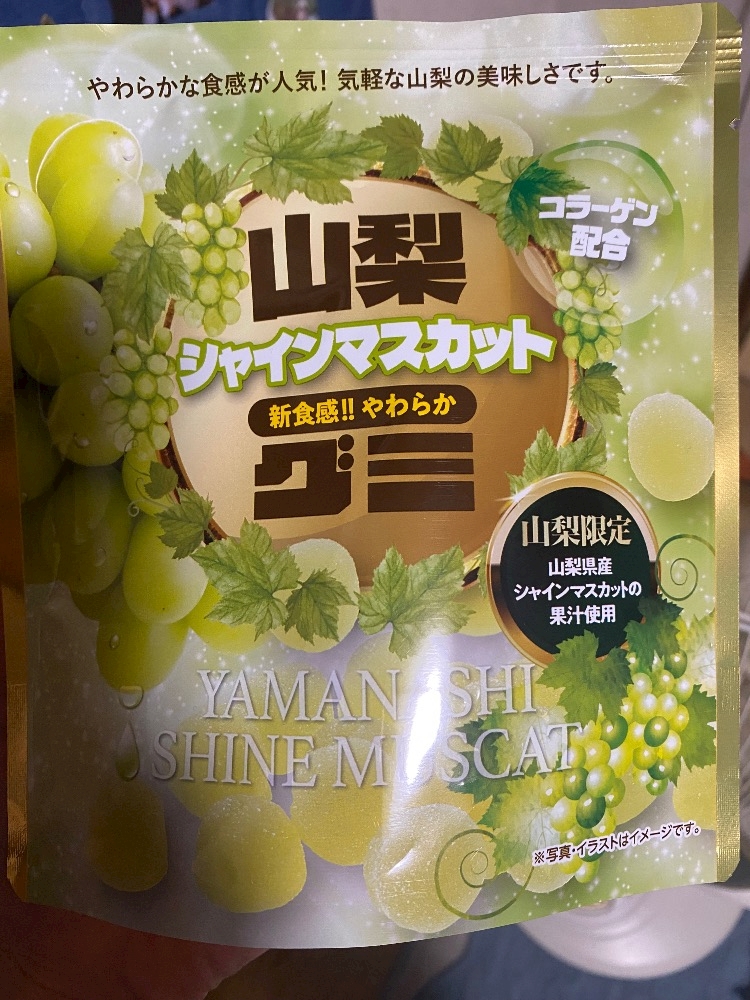 やわらかな食感が人気！気軽な山梨の美味しさです。
コラーゲン
配合
山梨
シャインマスカット
新食感!! やわらか
グミ
山梨限定
山梨県産
シャインマスカットの
果汁使用
YAMANASHI
SHINE MUSCAT
※写真・イラストはイメージです。